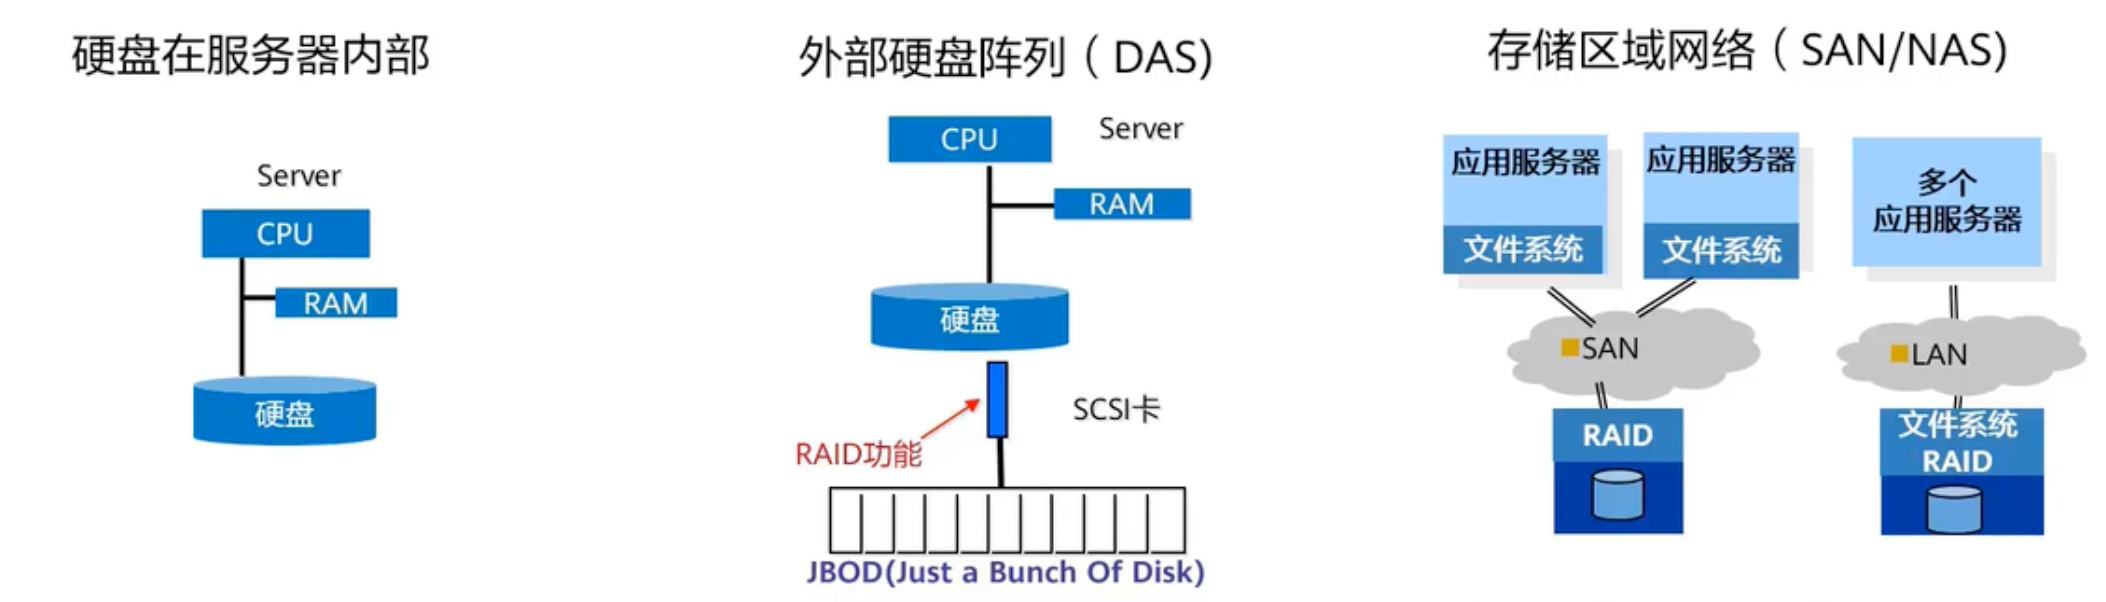 硬盘在服务器内部
Server
CPU
RAM
硬盘
外部硬盘阵列（DAS)
CPU
Server
RAM
硬盘
SCSI卡
RAID功能
JBOD(Just a Bunch Of Disk)
存储区域网络（SAN/NAS)
应用服务器
文件系统
应用服务器
文件系统
SAN
RAID
多个
应用服务器
LAN
文件系统
RAID